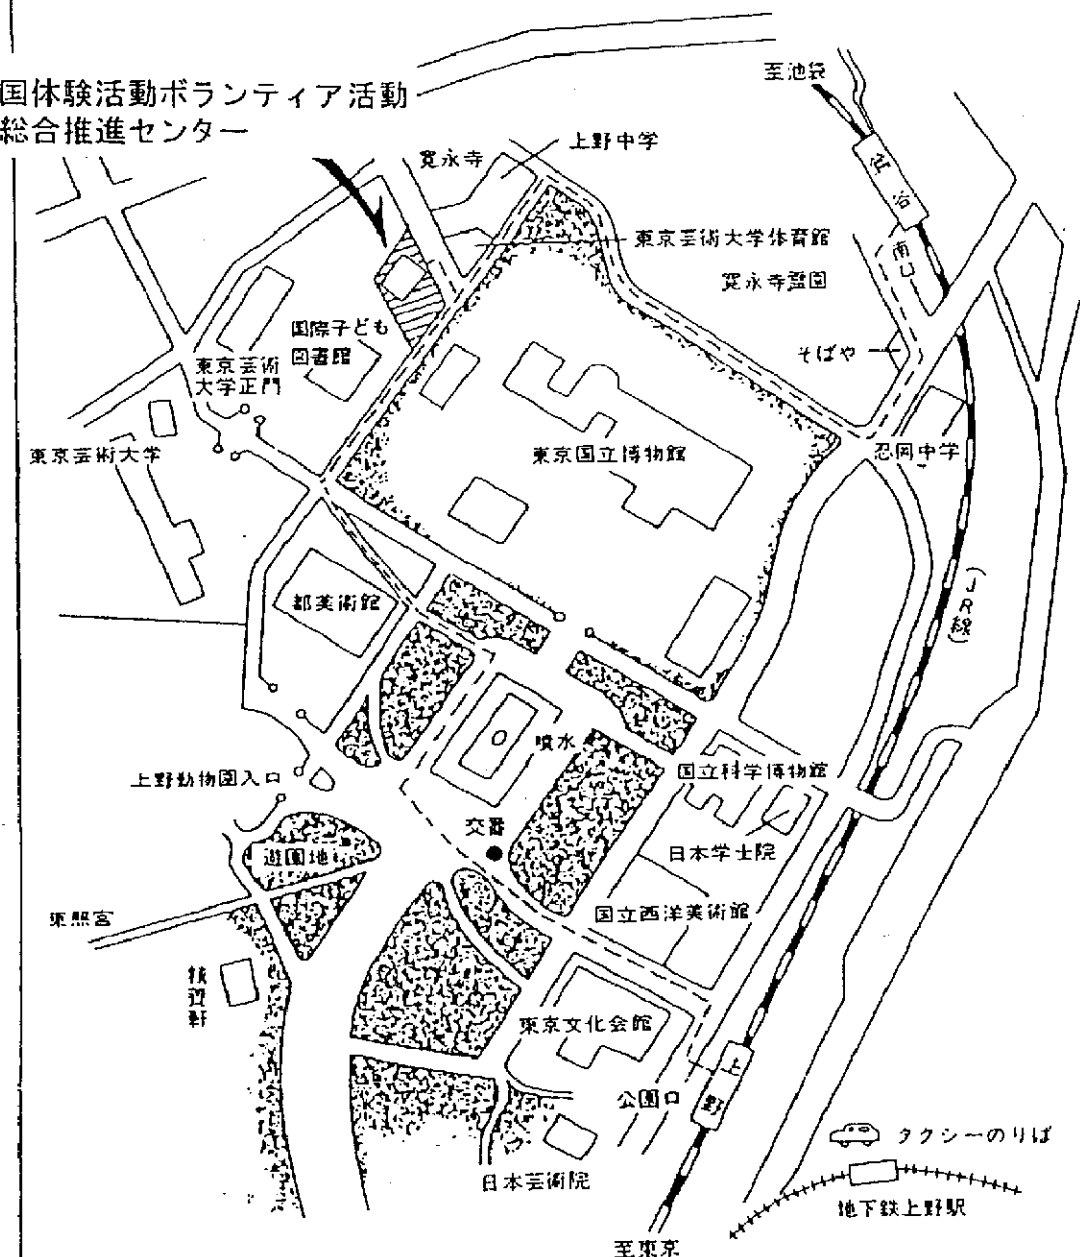 国体験活動ボランティア活動
総合推進センター
至池袋
寛永寺
上野中学
東京芸術大学体育館
南口
寛永寺霊園
国際子ども
図書館
そばや
東京芸術
大学正門
東京芸術大学
東京国立博物館
忍岡中学
(JR線)
都美術館
噴水
国立科学博物館
上野動物園入口
交番
日本学士院
遊園地
国立西洋美術館
東照宮
東京文化会館
上野
公園口
タクシーのりば
日本芸術院
地下鉄上野駅
至東京